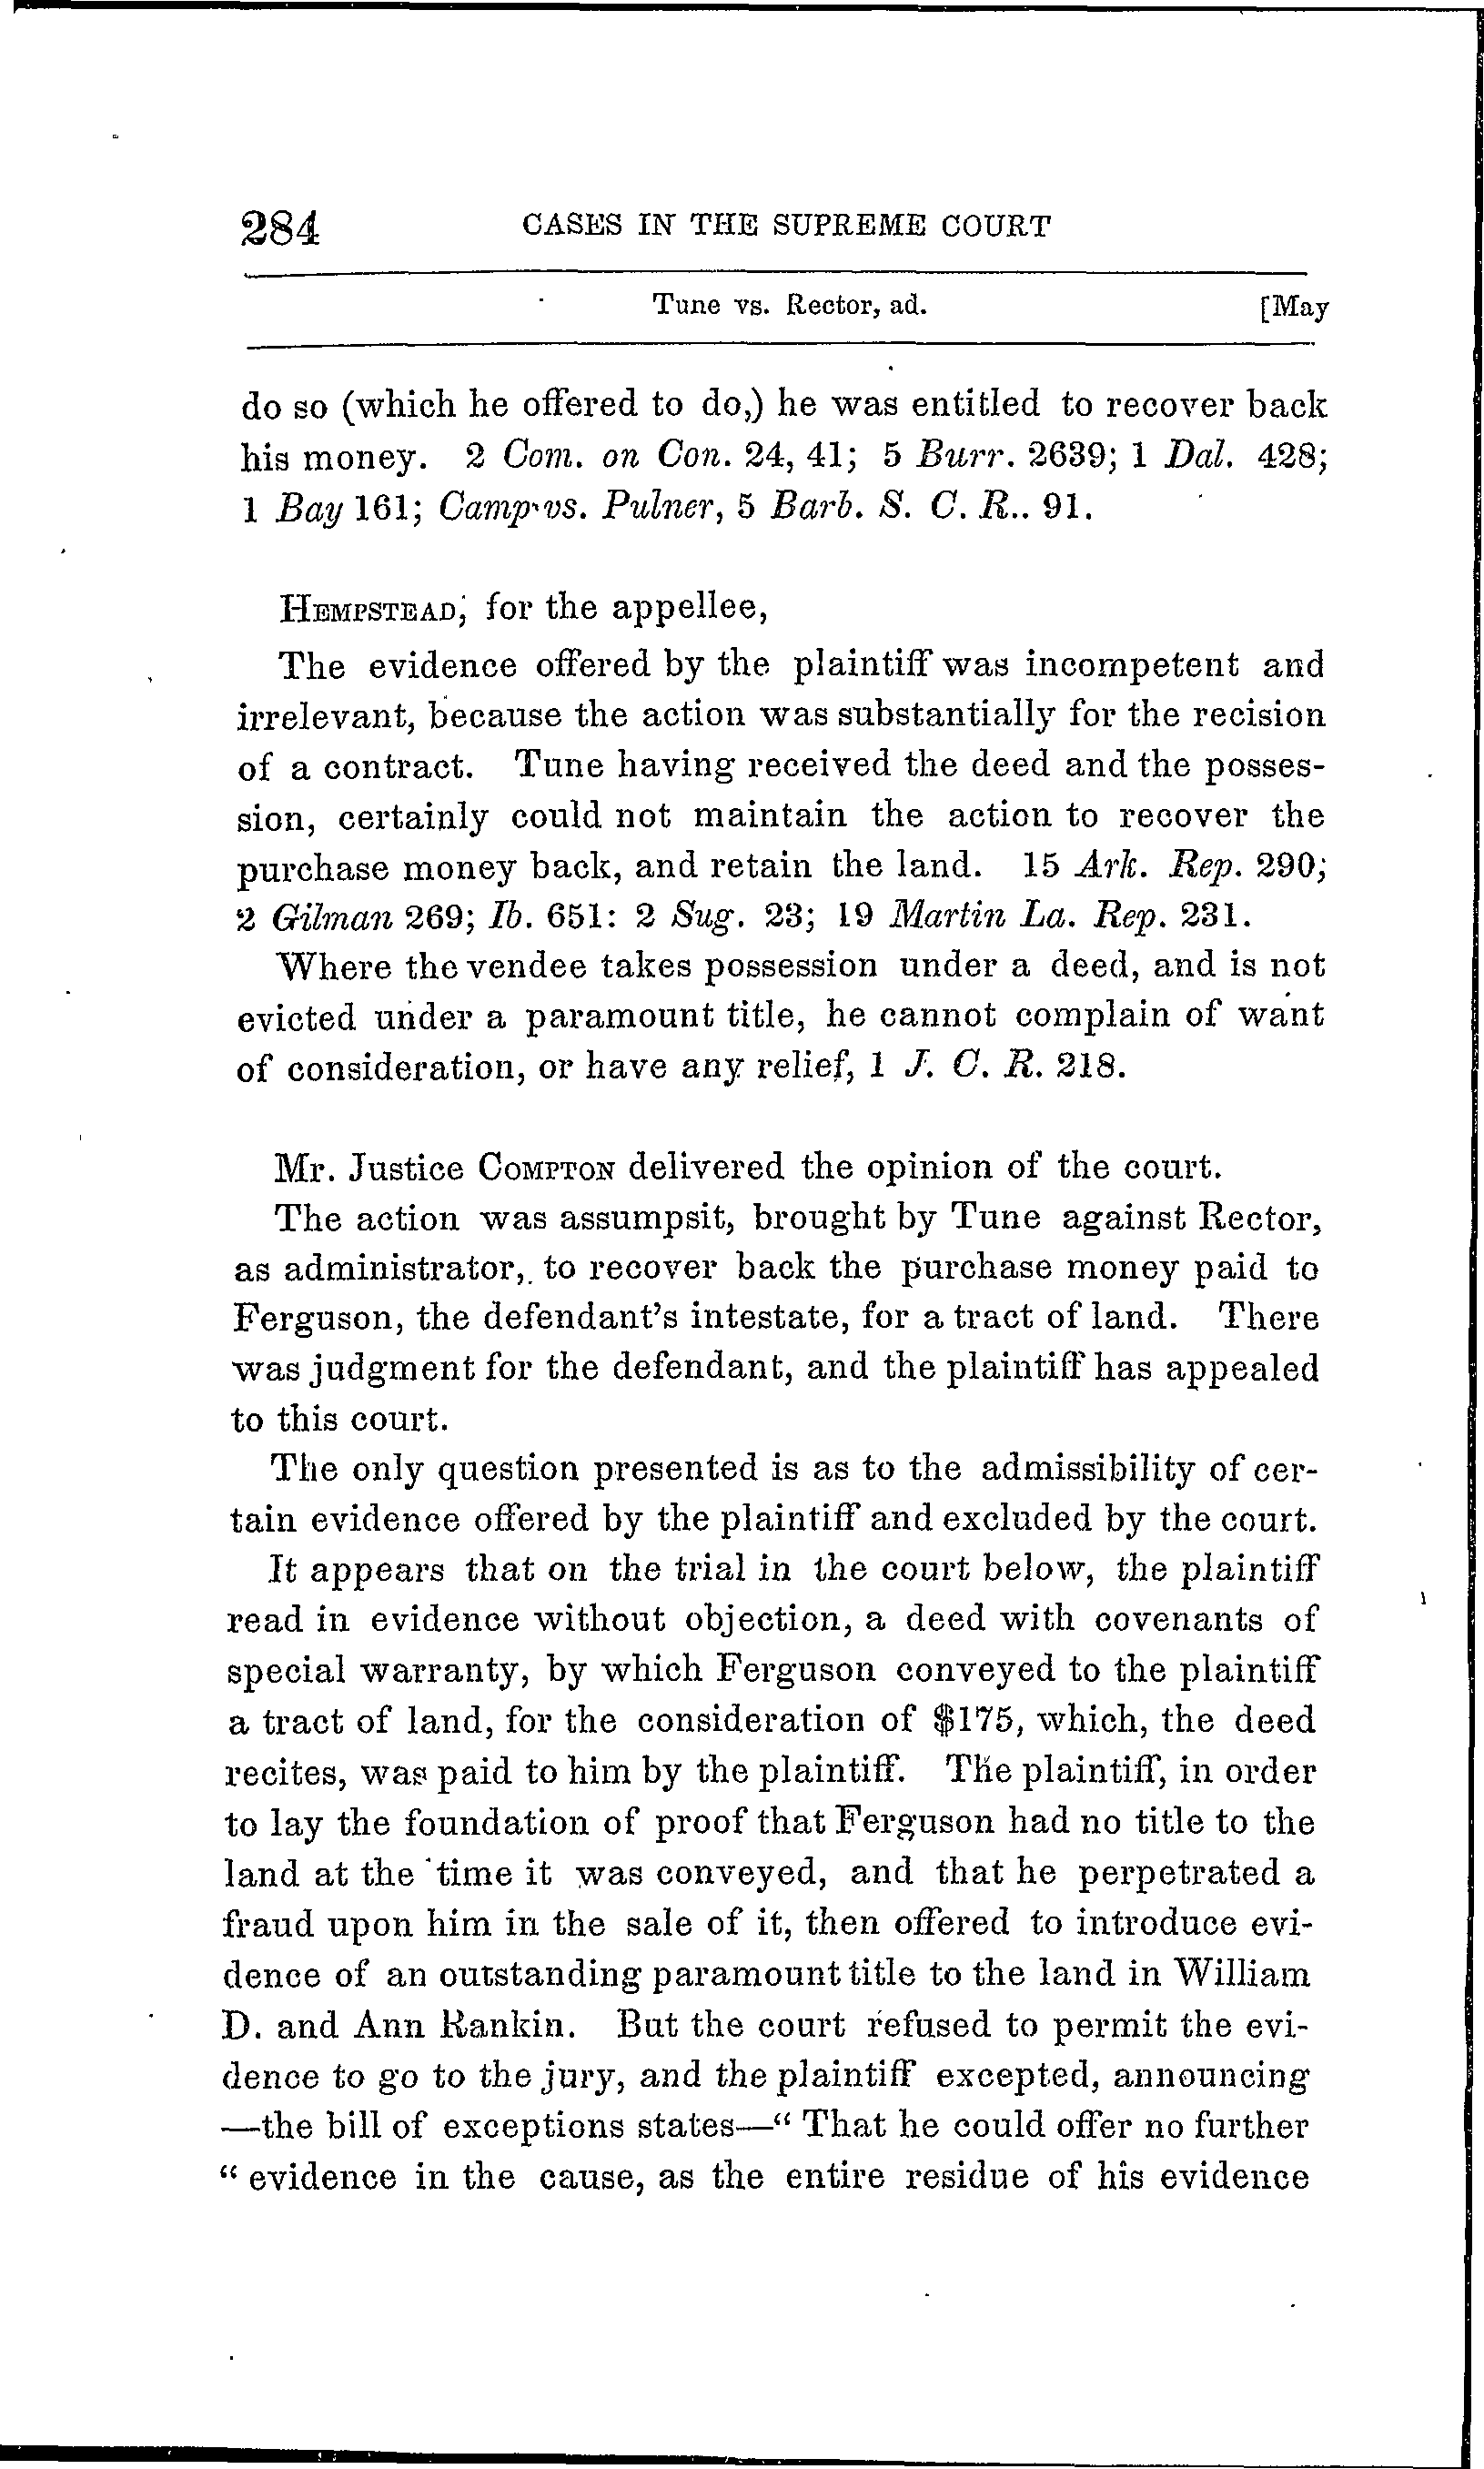 284 CASES IN THE SUPREME COURT
Tune vs. Rector, ad. [May
do so (which he offered to do,) he was entitled to recover back
his money. 2 Com. on Con. 24, 41; 5 Burr. 2639; 1 Dal. 428;
1 Bay 161; Camp vs. Pulner, 5 Barb. S. C. R.. 91.
HEMPSTEAD, for the appellee,
The evidence offered by the plaintiff was incompetent and
irrelevant, because the action was substantially for the recision
of a contract. Tune having received the deed and the posses-
sion, certainly could not maintain the action to recover the
purchase money back, and retain the land. 15 Ark. Rep. 290;
2 Gilman 269; Ib. 651: 2 Sug. 23; 19 Martin La. Rep. 231.
Where the vendee takes possession under a deed, and is not
evicted under a paramount title, he cannot complain of want
of consideration, or have any relief, 1 J. C. R. 218.
Mr. Justice COMPTON delivered the opinion of the court.
The action was assumpsit, brought by Tune against Rector,
as administrator, to recover back the purchase money paid to
Ferguson, the defendant's intestate, for a tract of land. There
was judgment for the defendant, and the plaintiff has appealed
to this court.
The only question presented is as to the admissibility of cer-
tain evidence offered by the plaintiff and excluded by the court.
It appears that on the trial in the court below, the plaintiff
read in evidence without objection, a deed with covenants of
special warranty, by which Ferguson conveyed to the plaintiff
a tract of land, for the consideration of $175, which, the deed
recites, was paid to him by the plaintiff. The plaintiff, in order
to lay the foundation of proof that Ferguson had no title to the
land at the time it was conveyed, and that he perpetrated a
fraud upon him in the sale of it, then offered to introduce evi-
dence of an outstanding paramount title to the land in William
D. and Ann Rankin. But the court refused to permit the evi-
dence to go to the jury, and the plaintiff excepted, announcing
—the bill of exceptions states—“ That he could offer no further
“ evidence in the cause, as the entire residue of his evidence